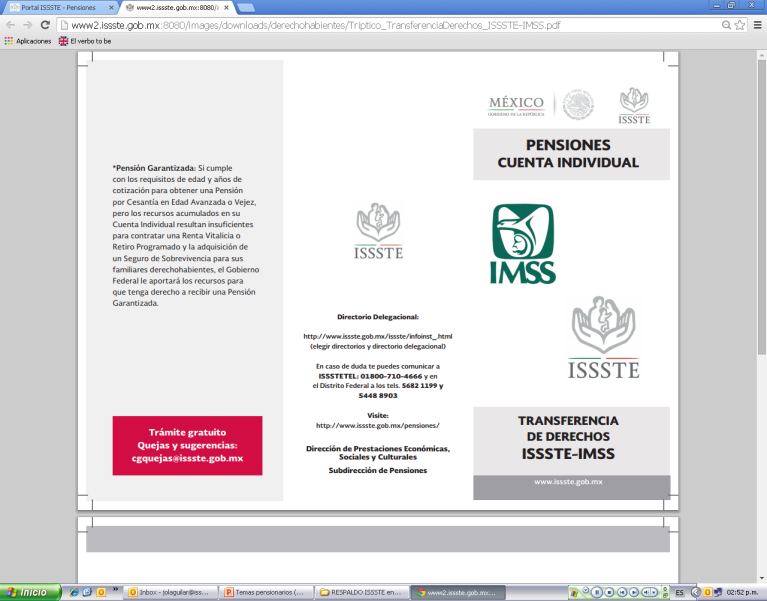 Portal ISSSTE - Pensiones
www2.issste.gob.mx:8080/i
www2.issste.gob.mx:8080/images/downloads/derechohabientes/Triptico_TransferenciaDerechos_ISSSTE-IMSS.pdf
Aplicaciones
El verbo to be
*Pensión Garantizada: Si cumple
con los requisitos de edad y años de
cotización para obtener una Pensión
por Cesantía en Edad Avanzada o Vejez,
pero los recursos acumulados en su
Cuenta Individual resultan insuficientes
para contratar una Renta Vitalicia o
Retiro Programado y la adquisición de
un Seguro de Sobrevivencia para sus
familiares derechohabientes, el Gobierno
Federal le aportará los recursos para
que tenga derecho a recibir una Pensión
Garantizada.
Trámite gratuito
Quejas y sugerencias:
cgquejas@issste.gob.mx
ISSSTE
Directorio Delegacional:
http://www.issste.gob.mx/issste/infoinst_.html
(elegir directorios y directorio delegacional)
En caso de duda te puedes comunicar a
ISSSTETEL: 01800-710-4666 y en
el Distrito Federal a los tels. 5682 1199 y
5448 8903
Visite:
http://www.issste.gob.mx/pensiones/
Dirección de Prestaciones Económicas,
Sociales y Culturales
Subdirección de Pensiones
MÉXICO
GOBIERNO DE LA REPÚBLICA
ISSSTE
PENSIONES
CUENTA INDIVIDUAL
IMSS
ISSSTE
TRANSFERENCIA
DE DERECHOS
ISSSTE-IMSS
www.issste.gob.mx
Inicio
Inbox - jolaguilar@iss...
Temas pensionarios (...
RESPALDO ISSSTE en...
www2.issste.gob.mx...
ES
02:52 p.m.